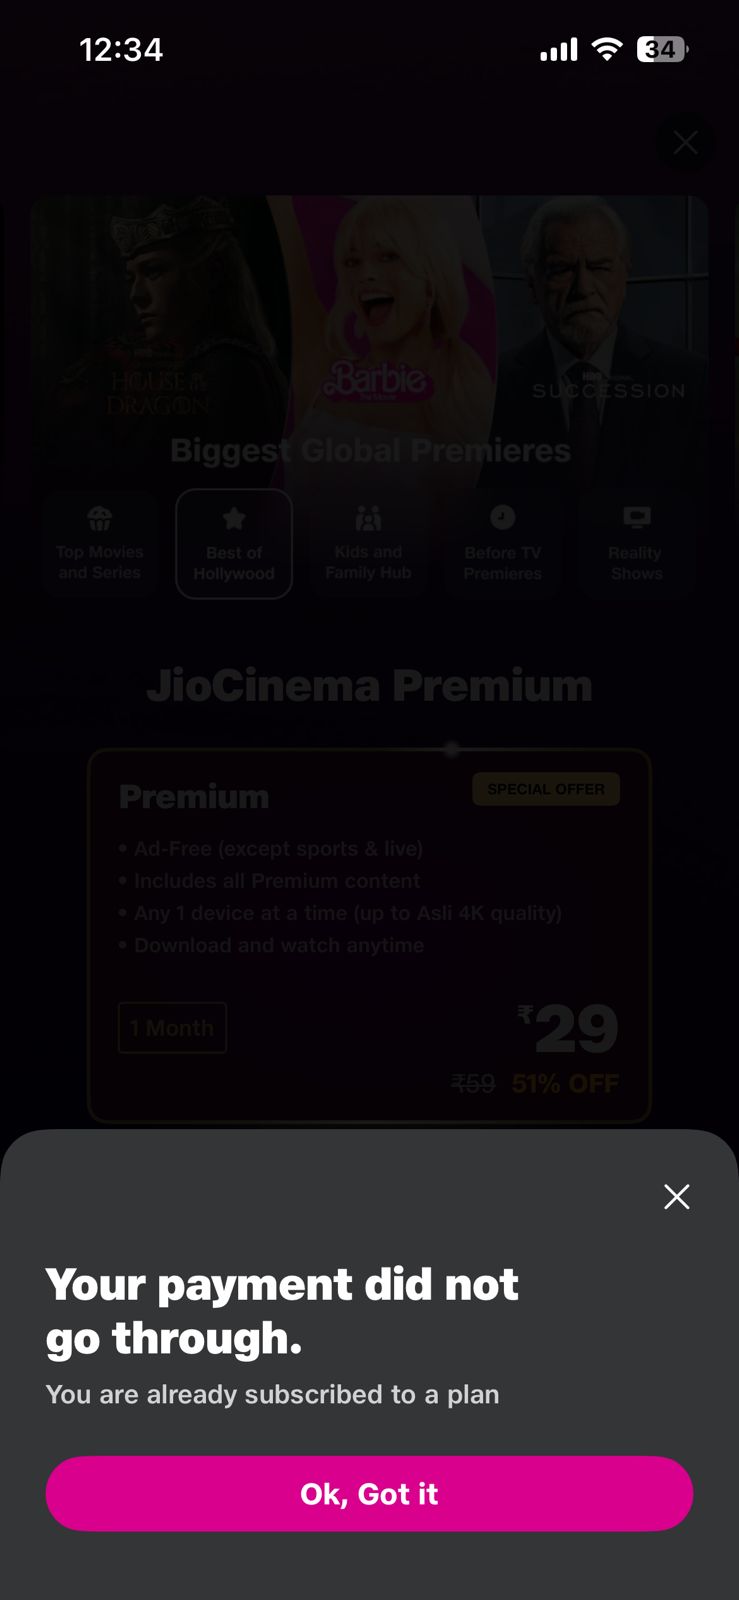 12:34
34
HBO
HOUSE OF THE
DRAGON
Barbie
The Movie
HBO
SUCCESSION
Biggest Global Premieres
Top Movies
and Series
Best of
Hollywood
Kids and
Family Hub
Before TV
Premieres
Reality
Shows
JioCinema Premium
Premium
SPECIAL OFFER
• Ad-Free (except sports & live)
• Includes all Premium content
• Any 1 device at a time (up to Asli 4K quality)
• Download and watch anytime
1 Month
₹29
₹59 51% OFF
Your payment did not
go through.
You are already subscribed to a plan
Ok, Got it